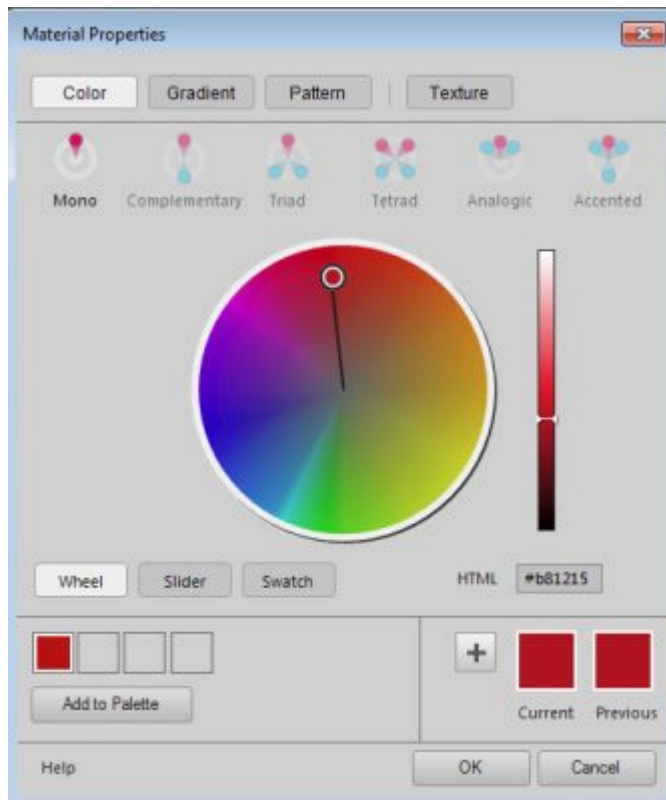 Material Properties
Color Gradient Pattern Texture
Mono Complementary Triad Tetrad Analogic Accented
Wheel Slider Swatch HTML #b81215
Add to Palette
Current Previous
Help OK Cancel